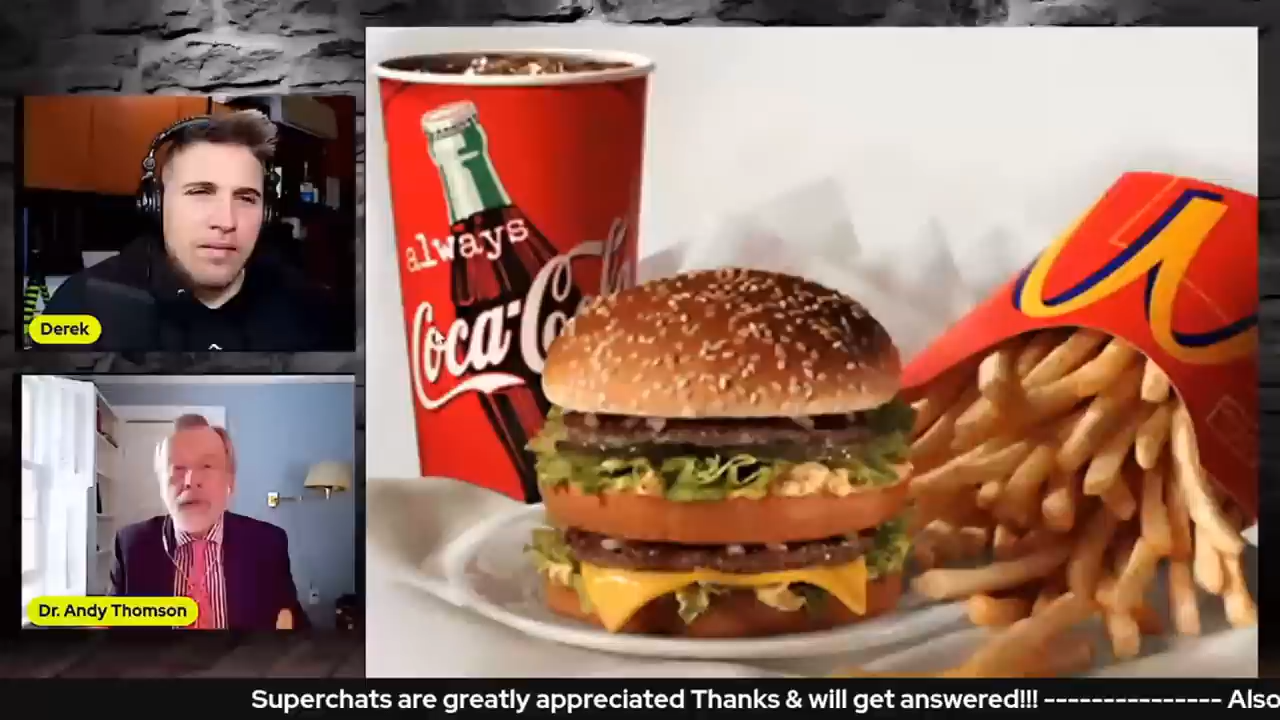 always
Coca-Co
Derek
Dr. Andy Thomson
Superchats are greatly appreciated Thanks & will get answered!!! --------------- Also